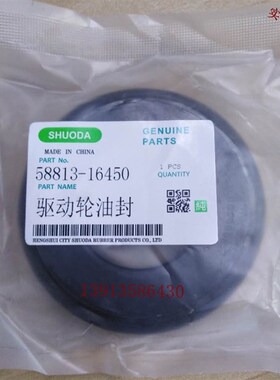 SHUODA
GENUINE
PARTS
MADE IN CHINA
PART No.
58813-16450
1 PCS
QUANTITY
PART NAME
驱动轮油封
HENGSHUI CITY SHUODA RUBBER PRODUCTS CO., LTD